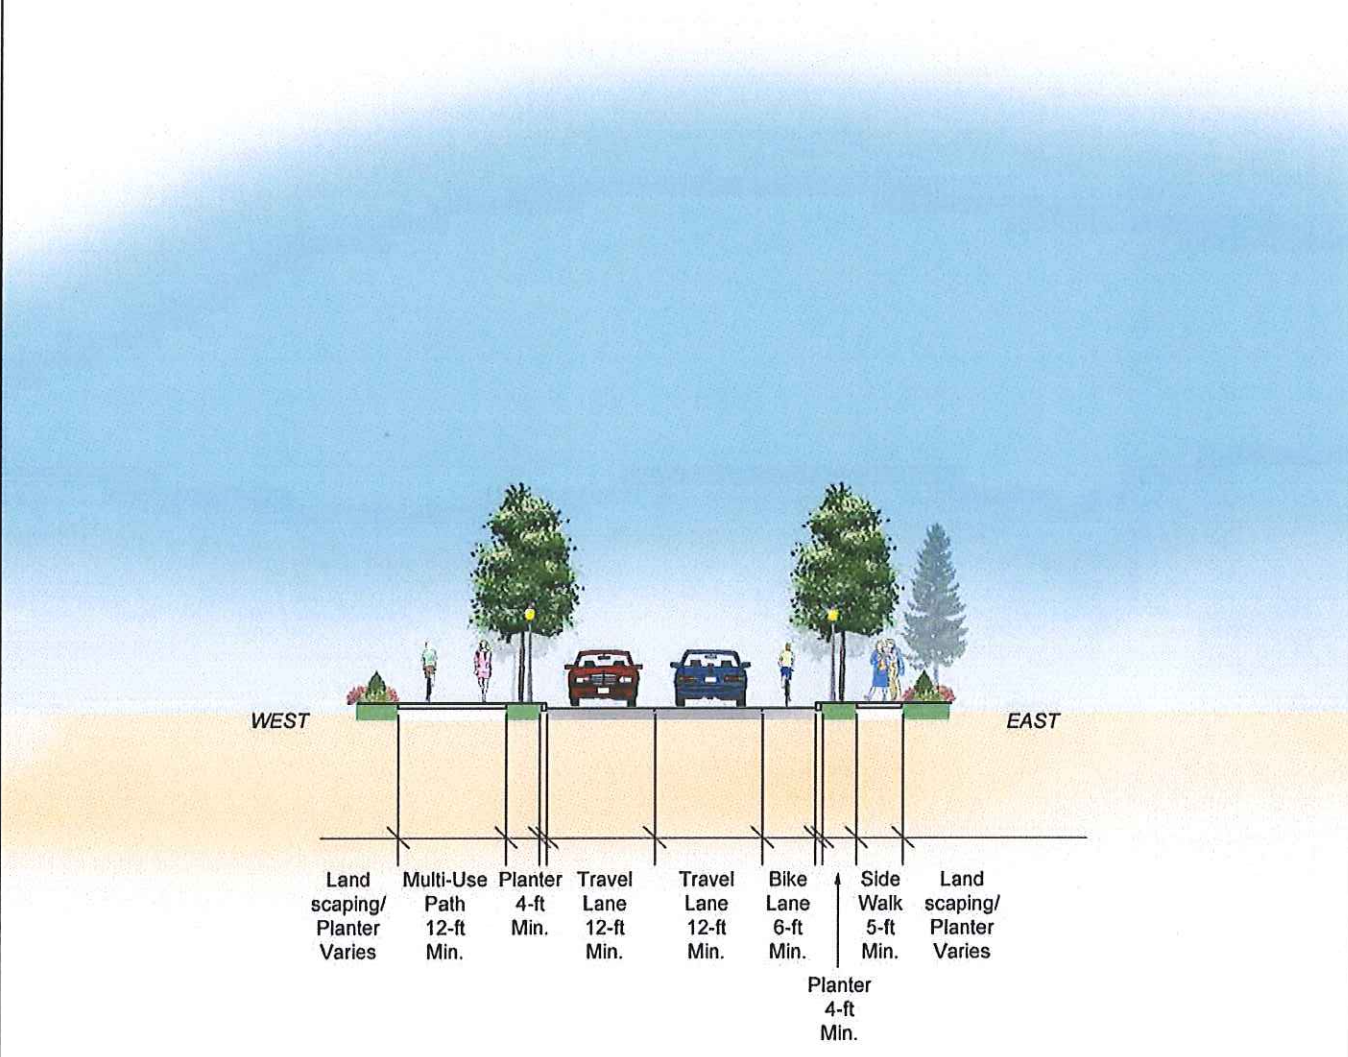 WEST
EAST
Land
scaping/
Planter
Varies
Multi-Use
Path
12-ft
Min.
Planter
4-ft
Min.
Travel
Lane
12-ft
Min.
Travel
Lane
12-ft
Min.
Bike
Lane
6-ft
Min.
Planter
4-ft
Min.
Side
Walk
5-ft
Min.
Land
scaping/
Planter
Varies